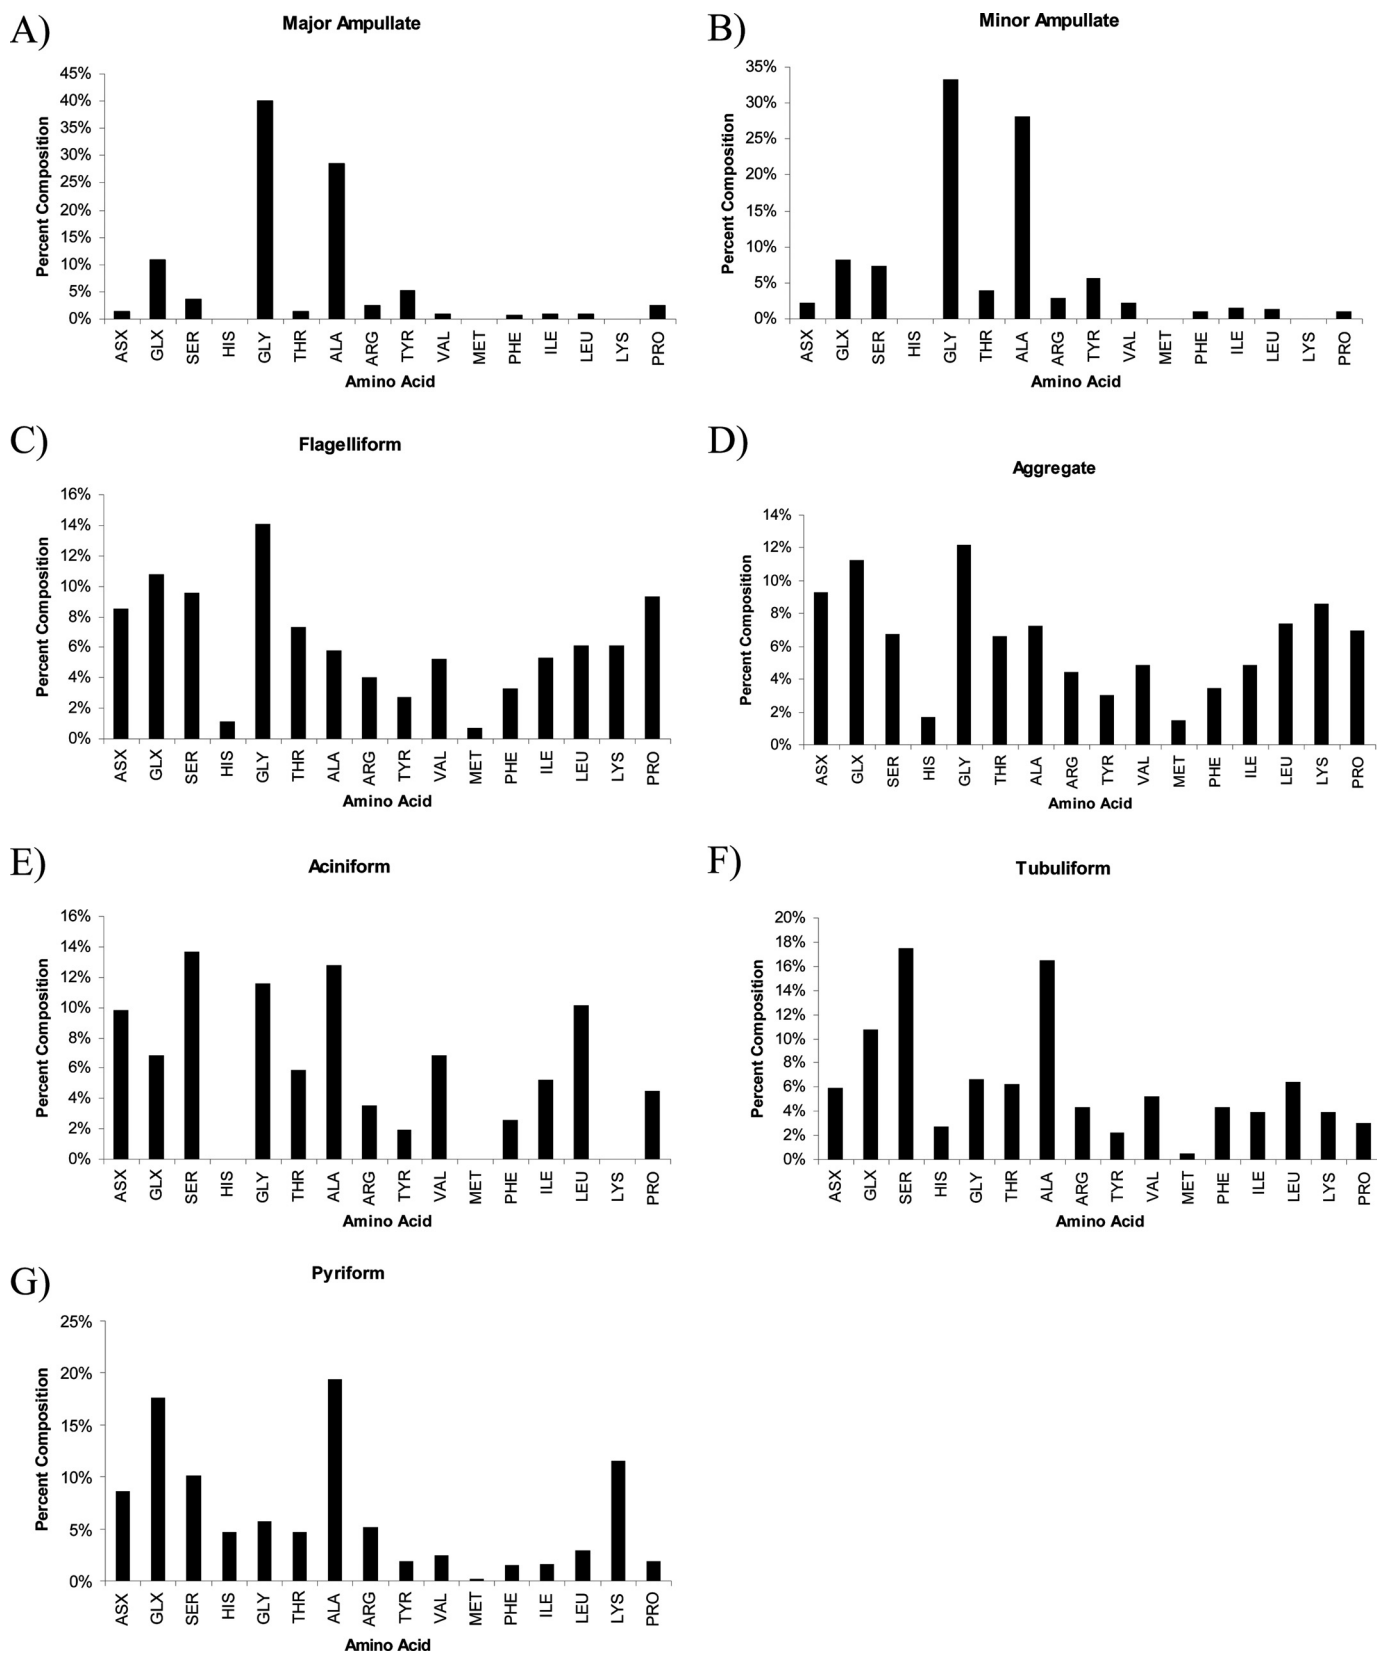 A)
Major Ampullate
45%
40%
35%
30%
25%
20%
15%
10%
5%
0%
Percent Composition
ASX GLX SER HIS GLY THR ALA ARG TYR VAL MET PHE ILE LEU LYS PRO
Amino Acid
B)
Minor Ampullate
35%
30%
25%
20%
15%
10%
5%
0%
Percent Composition
ASX GLX SER HIS GLY THR ALA ARG TYR VAL MET PHE ILE LEU LYS PRO
Amino Acid
C)
Flagelliform
16%
14%
12%
10%
8%
6%
4%
2%
0%
Percent Composition
ASX GLX SER HIS GLY THR ALA ARG TYR VAL MET PHE ILE LEU LYS PRO
Amino Acid
D)
Aggregate
14%
12%
10%
8%
6%
4%
2%
0%
Percent Composition
ASX GLX SER HIS GLY THR ALA ARG TYR VAL MET PHE ILE LEU LYS PRO
Amino Acid
E)
Aciniform
16%
14%
12%
10%
8%
6%
4%
2%
0%
Percent Composition
ASX GLX SER HIS GLY THR ALA ARG TYR VAL MET PHE ILE LEU LYS PRO
Amino Acid
F)
Tubuliform
20%
18%
16%
14%
12%
10%
8%
6%
4%
2%
0%
Percent Composition
ASX GLX SER HIS GLY THR ALA ARG TYR VAL MET PHE ILE LEU LYS PRO
Amino Acid
G)
Pyriform
25%
20%
15%
10%
5%
0%
Percent Composition
ASX GLX SER HIS GLY THR ALA ARG TYR VAL MET PHE ILE LEU LYS PRO
Amino Acid